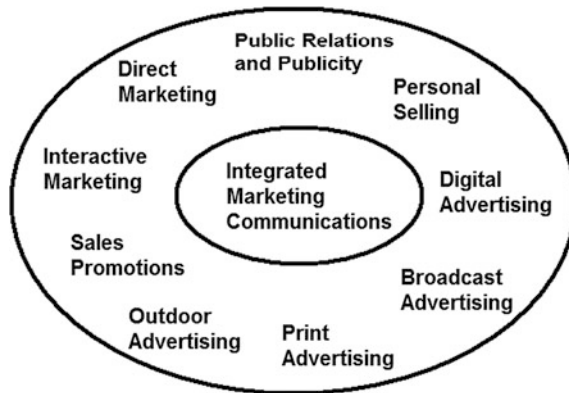 Public Relations
and Publicity
Direct
Marketing
Personal
Selling
Interactive
Marketing
Integrated
Marketing
Communications
Digital
Advertising
Sales
Promotions
Broadcast
Advertising
Outdoor
Advertising
Print
Advertising